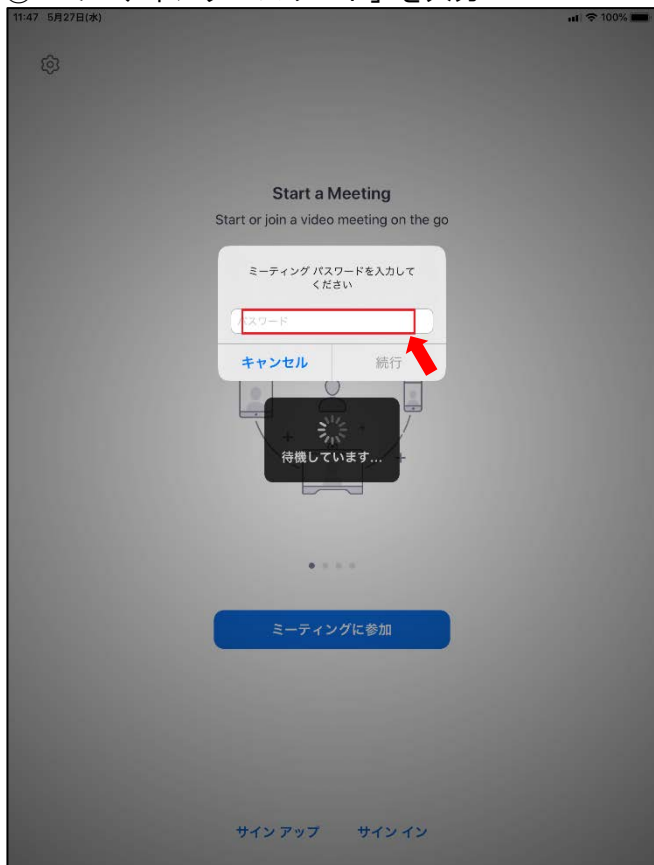 」を入力
11:47 5月27日(水)
100%
Start a Meeting
Start or join a video meeting on the go
ミーティング パスワードを入力して
ください
パスワード
キャンセル 続行
待機しています...
ミーティングに参加
サイン アップ サイン イン